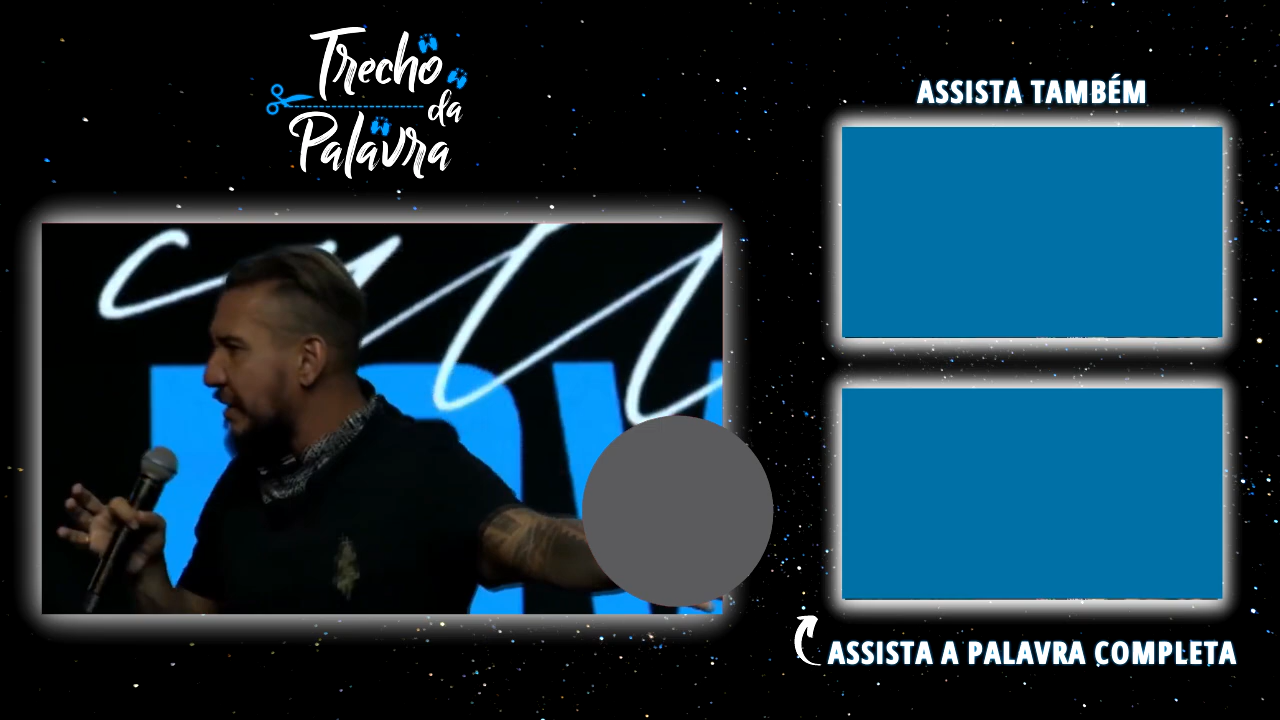 Trecho
da
Palavra
ASSISTA TAMBÉM
ASSISTA A PALAVRA COMPLETA